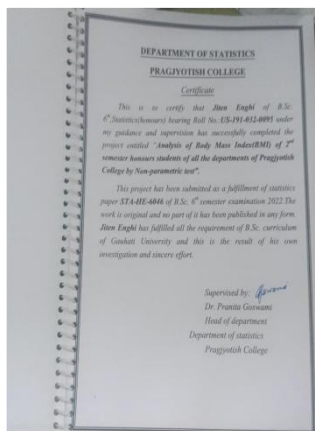 DEPARTMENT OF STATISTICS
PRAGJYOTISH COLLEGE
Certificate
This is to certify that Jiten Enghi of B.Sc.
6th Statistics(honours) bearing Roll No. US-191-032-0095 under
my guidance and supervision has successfully completed the
project entitled "Analysis of Body Mass Index(BMI) of 2nd
semester honours students of all the departments of Pragjyotish
College by Non-parametric test".
This project has been submitted as a fulfillment of statistics
paper STA-HE-6046 of B.Sc. 6th semester examination 2022.The
work is original and no part of it has been published in any form.
Jiten Enghi has fulfilled all the requirement of B.Sc. curriculum
of Gauhati University and this is the result of his own
investigation and sincere effort.
Supervised by: Goswami
Dr. Pranita Goswami
Head of department
Department of statistics
Pragjyotish College